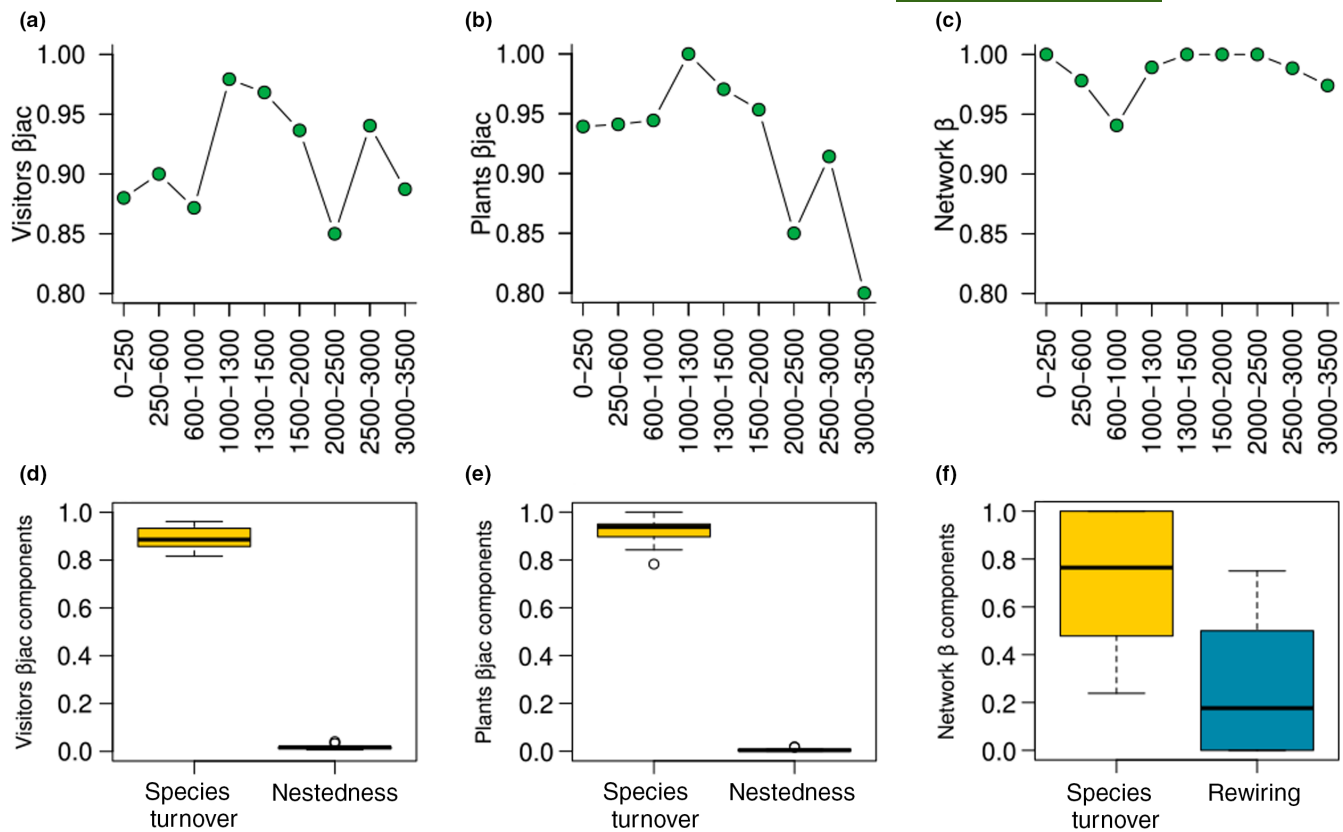 (a)
Visitors βjac
1.00
0.95
0.90
0.85
0.80
0–250
250–600
600–1000
1000–1300
1300–1500
1500–2000
2000–2500
2500–3000
3000–3500
(b)
Plants βjac
1.00
0.95
0.90
0.85
0.80
0–250
250–600
600–1000
1000–1300
1300–1500
1500–2000
2000–2500
2500–3000
3000–3500
(c)
Network β
1.00
0.95
0.90
0.85
0.80
0–250
250–600
600–1000
1000–1300
1300–1500
1500–2000
2000–2500
2500–3000
3000–3500
(d)
Visitors βjac components
1.0
0.8
0.6
0.4
0.2
0.0
Species
turnover
Nestedness
(e)
Plants βjac components
1.0
0.8
0.6
0.4
0.2
0.0
Species
turnover
Nestedness
(f)
Network β components
1.0
0.8
0.6
0.4
0.2
0.0
Species
turnover
Rewiring